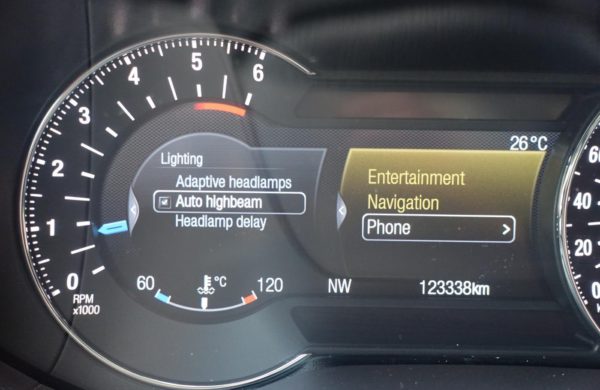 6
5
4
3
2
1
0
RPM
x1000
Lighting
Adaptive headlamps
Auto highbeam
Headlamp delay
60 °C 120
26°C
Entertainment
Navigation
Phone >
NW 123338km
60
40
20
0